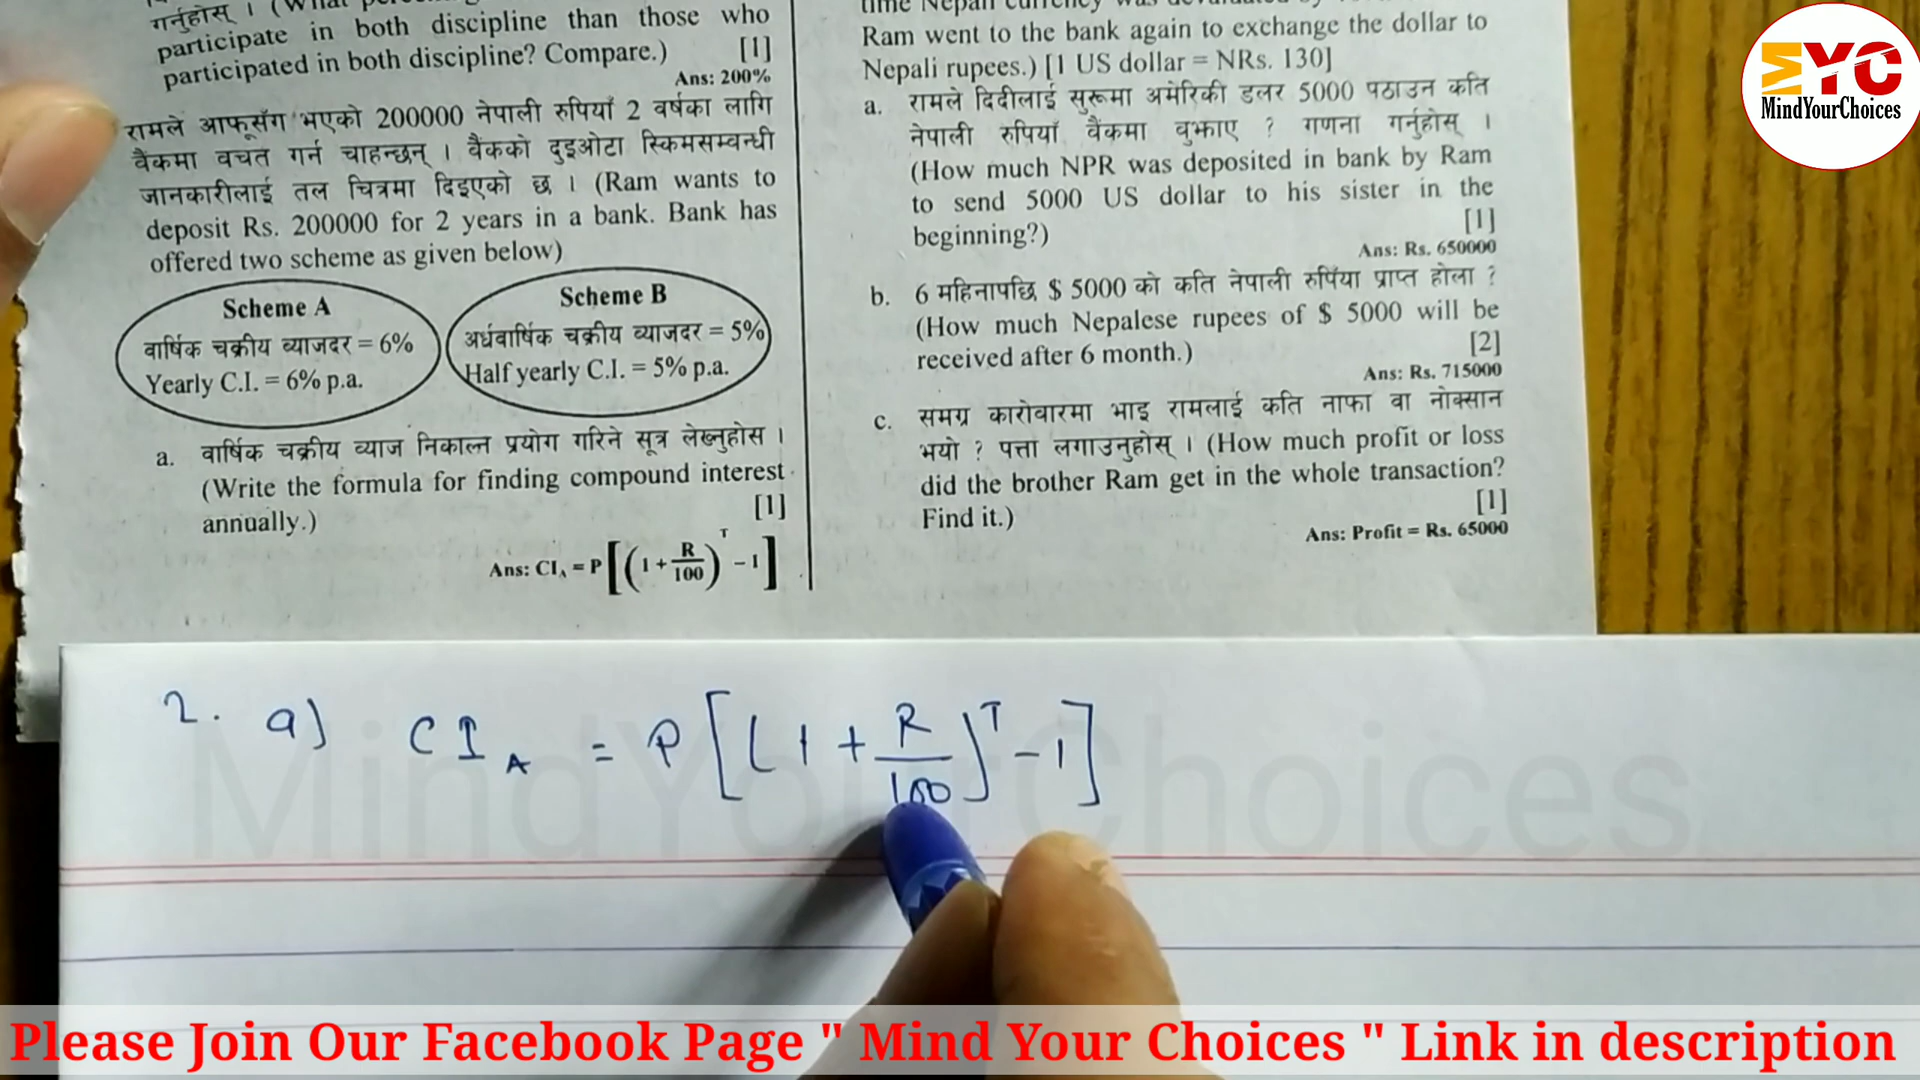 गर्नुहोस् । (What
participate in both discipline than those who
participated in both discipline? Compare.) [1]
Ans: 200%
रामले आफूसँग भएको 200000 नेपाली रुपियाँ 2 वर्षका लागि
बैंकमा वचत गर्न चाहन्छन् । बैंकको दुइओटा स्किमसम्वन्धी
जानकारीलाई तल चित्रमा दिइएको छ । (Ram wants to
deposit Rs. 200000 for 2 years in a bank. Bank has
offered two scheme as given below)
Scheme A
वार्षिक चक्रीय ब्याजदर = 6%
Yearly C.I. = 6% p.a.
Scheme B
अर्धवार्षिक चक्रीय ब्याजदर = 5%
Half yearly C.I. = 5% p.a.
a. वार्षिक चक्रीय ब्याज निकाल्न प्रयोग गरिने सूत्र लेख्नुहोस ।
(Write the formula for finding compound interest
annually.) [1]
Ans: CI_A = P[(1 + R/100)^T - 1]
time Nepali currency was
Ram went to the bank again to exchange the dollar to
Nepali rupees.) [1 US dollar = NRs. 130]
a. रामले दिदीलाई सुरूमा अमेरिकी डलर 5000 पठाउन कति
नेपाली रुपियाँ बैंकमा वुझाए ? गणना गर्नुहोस् ।
(How much NPR was deposited in bank by Ram
to send 5000 US dollar to his sister in the
beginning?) [1]
Ans: Rs. 650000
b. 6 महिनापछि $ 5000 को कति नेपाली रुपिँया प्राप्त होला ?
(How much Nepalese rupees of $ 5000 will be
received after 6 month.) [2]
Ans: Rs. 715000
c. समग्र कारोवारमा भाइ रामलाई कति नाफा वा नोक्सान
भयो ? पत्ता लगाउनुहोस् । (How much profit or loss
did the brother Ram get in the whole transaction?
Find it.) [1]
Ans: Profit = Rs. 65000
MYC
MindYourChoices
2. a) CI_A = P[(1 + R/100)^T - 1]
MindYourChoices
Please Join Our Facebook Page " Mind Your Choices " Link in description